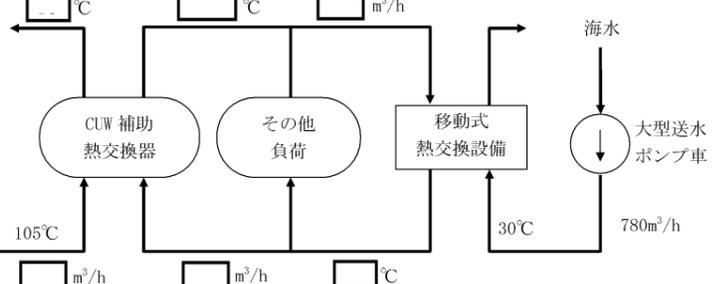 ℃
℃
m³/h
海水
CUW 補助
熱交換器
その他
負荷
移動式
熱交換設備
大型送水
ポンプ車
105℃
30℃
780m³/h
m³/h
m³/h
℃